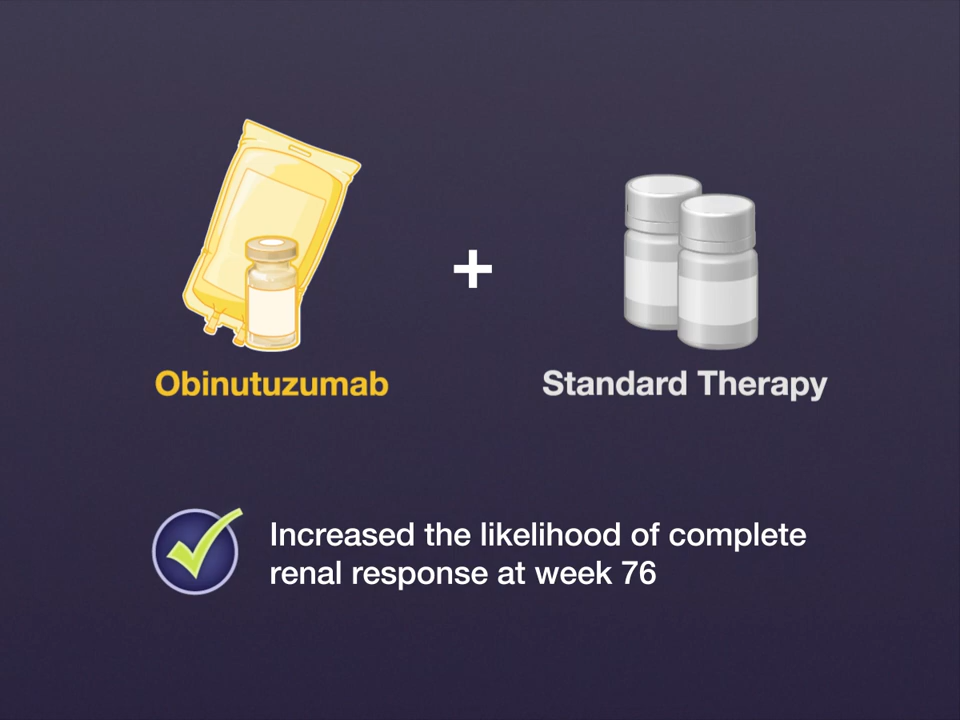 Obinutuzumab
+
Standard Therapy
Increased the likelihood of complete
renal response at week 76